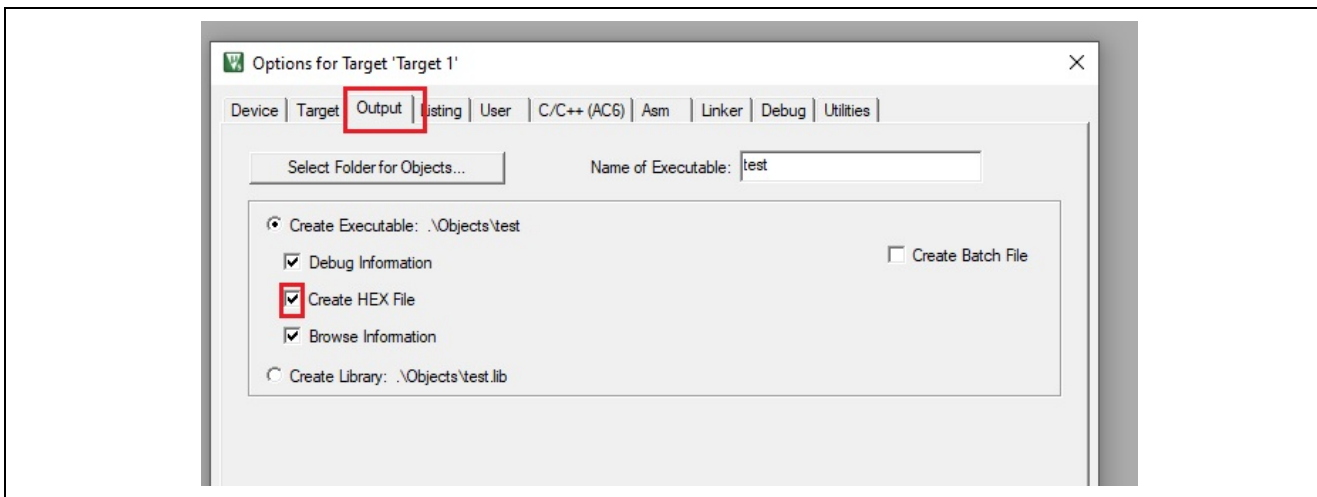 Options for Target 'Target 1'
Device Target Output Listing User C/C++ (AC6) Asm Linker Debug Utilities
Select Folder for Objects... Name of Executable: test
Create Executable: .\Objects\test
Debug Information Create Batch File
Create HEX File
Browse Information
Create Library: .\Objects\test.lib